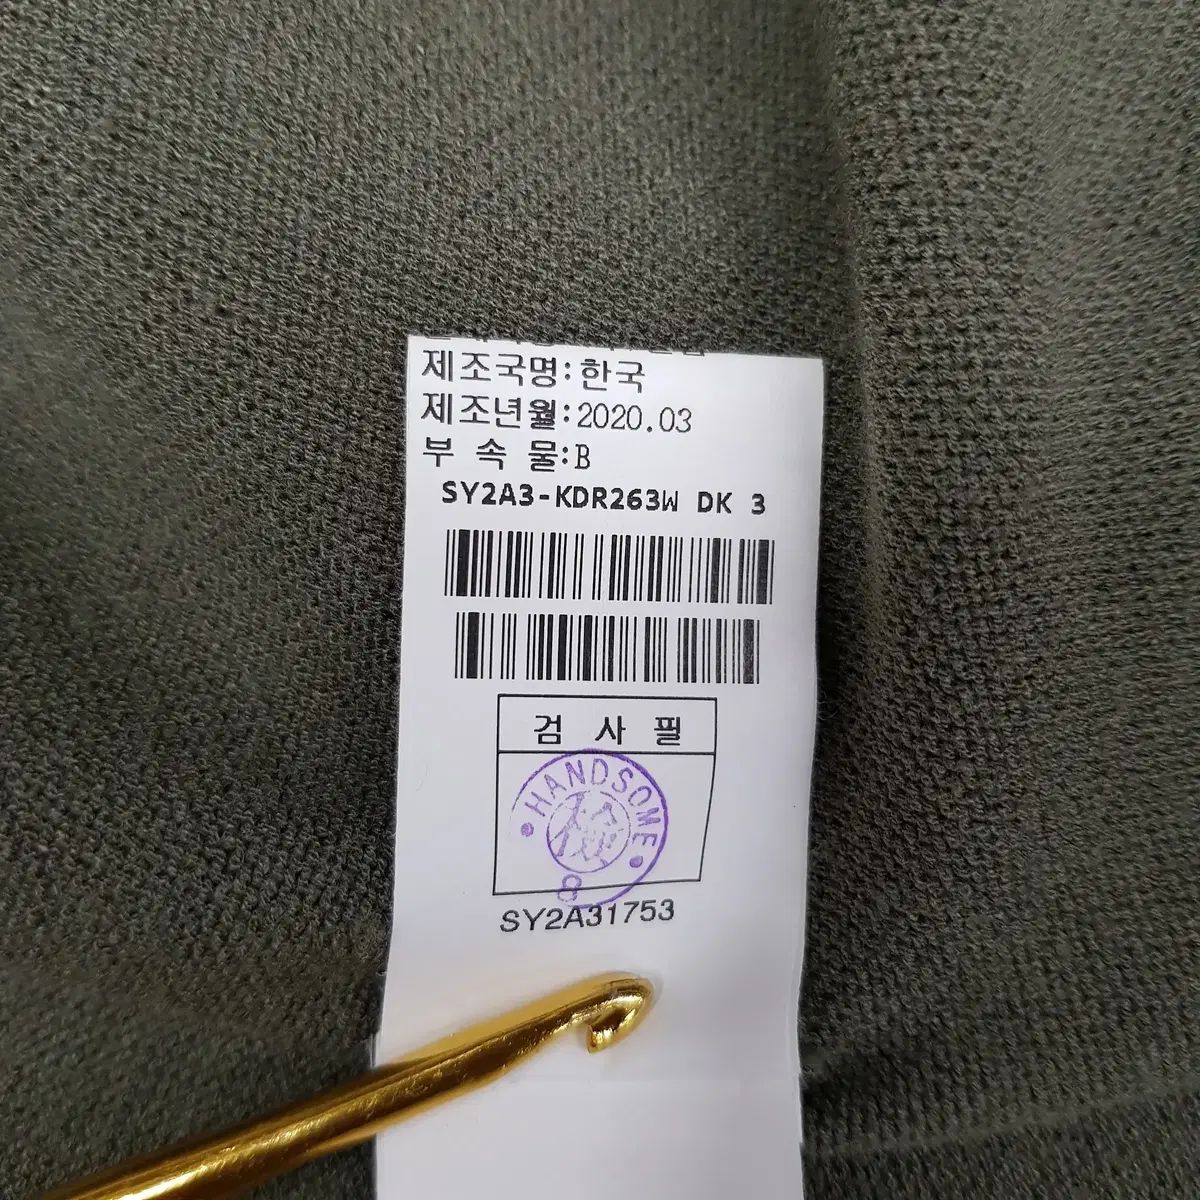 제조국명:한국
제조년월:2020.03
부 속 물:B
SY2A3-KDR263W DK 3
검 사 필
HANDSOME
8
SY2A31753